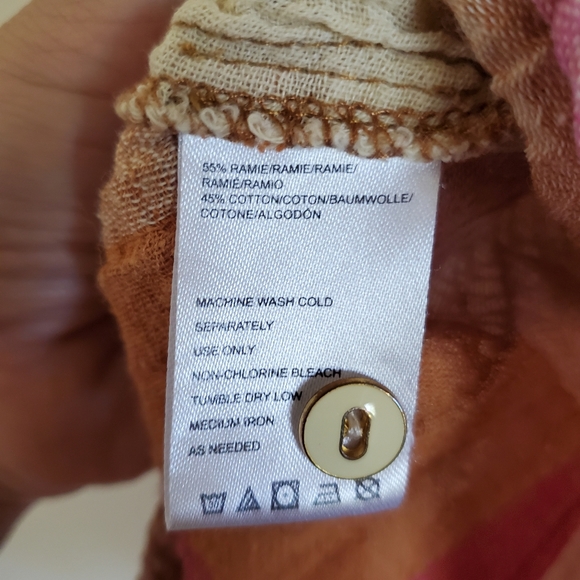 55% RAMIE/RAMIE/RAMIE/
RAMIÉ/RAMIO
45% COTTON/COTON/BAUMWOLLE/
COTONE/ALGODÓN
MACHINE WASH COLD
SEPARATELY
USE ONLY
NON-CHLORINE BLEACH
TUMBLE DRY LOW
MEDIUM IRON
AS NEEDED